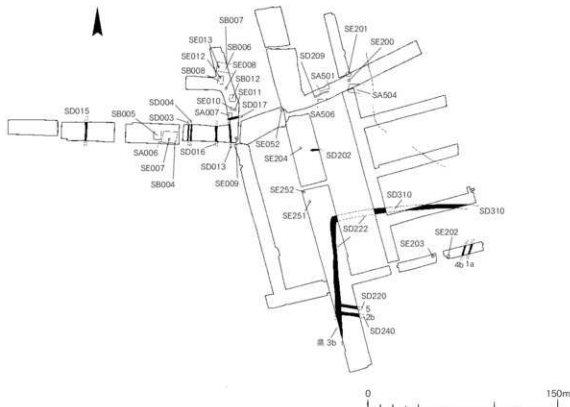 SB007
SE013
SB006
SE012
SE008
SB008
SB012
SE011
SE010
SD017
SA007
SD004
SD003
SD015
SB005
SA006
SE007
SB004
SD016
SD013
SE009
SE201
SD209
SE200
SA501
SA504
SA506
SE052
SE204
SD202
SE252
SE251
SD310
SD310
SD222
SE203
SE202
4b
1a
SD220
5
2b
SD240
県 3b
0
150m